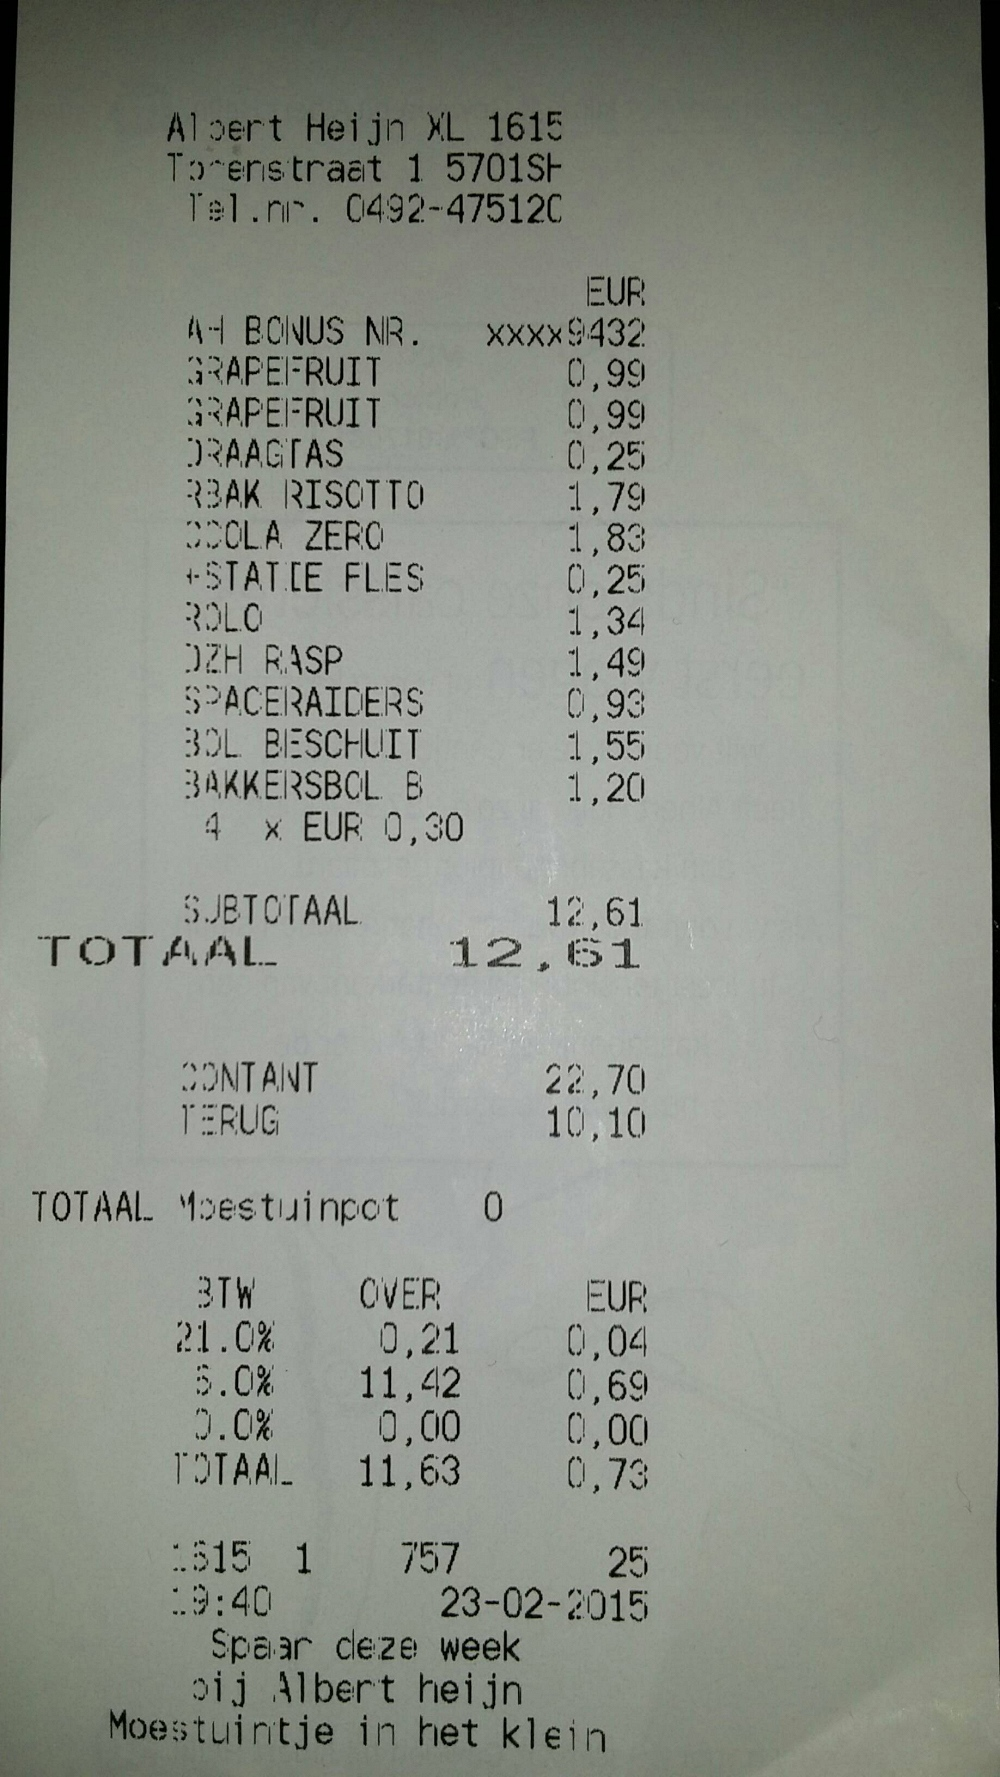 Albert Heijn XL 1615
Torenstraat 1 5701SH
Tel.nr. 0492-475120
EUR
AH BONUS NR. xxxx9432
GRAPEFRUIT 0,99
GRAPEFRUIT 0,99
DRAAGTAS 0,25
RBAK RISOTTO 1,79
CCOLA ZERO 1,83
+STATIE FLES 0,25
ROLO 1,34
OZH RASP 1,49
SPACERAIDERS 0,93
BOL BESCHUIT 1,55
BAKKERSBOL B 1,20
4 x EUR 0,30
SUBTOTAAL 12,61
TOTAAL 12,61
CONTANT 22,70
TERUG 10,10
TOTAAL Moestuinpot 0
BTW OVER EUR
21.0% 0,21 0,04
6.0% 11,42 0,69
0.0% 0,00 0,00
TOTAAL 11,63 0,73
1615 1 757 25
19:40 23-02-2015
Spaar deze week
bij Albert heijn
Moestuintje in het klein